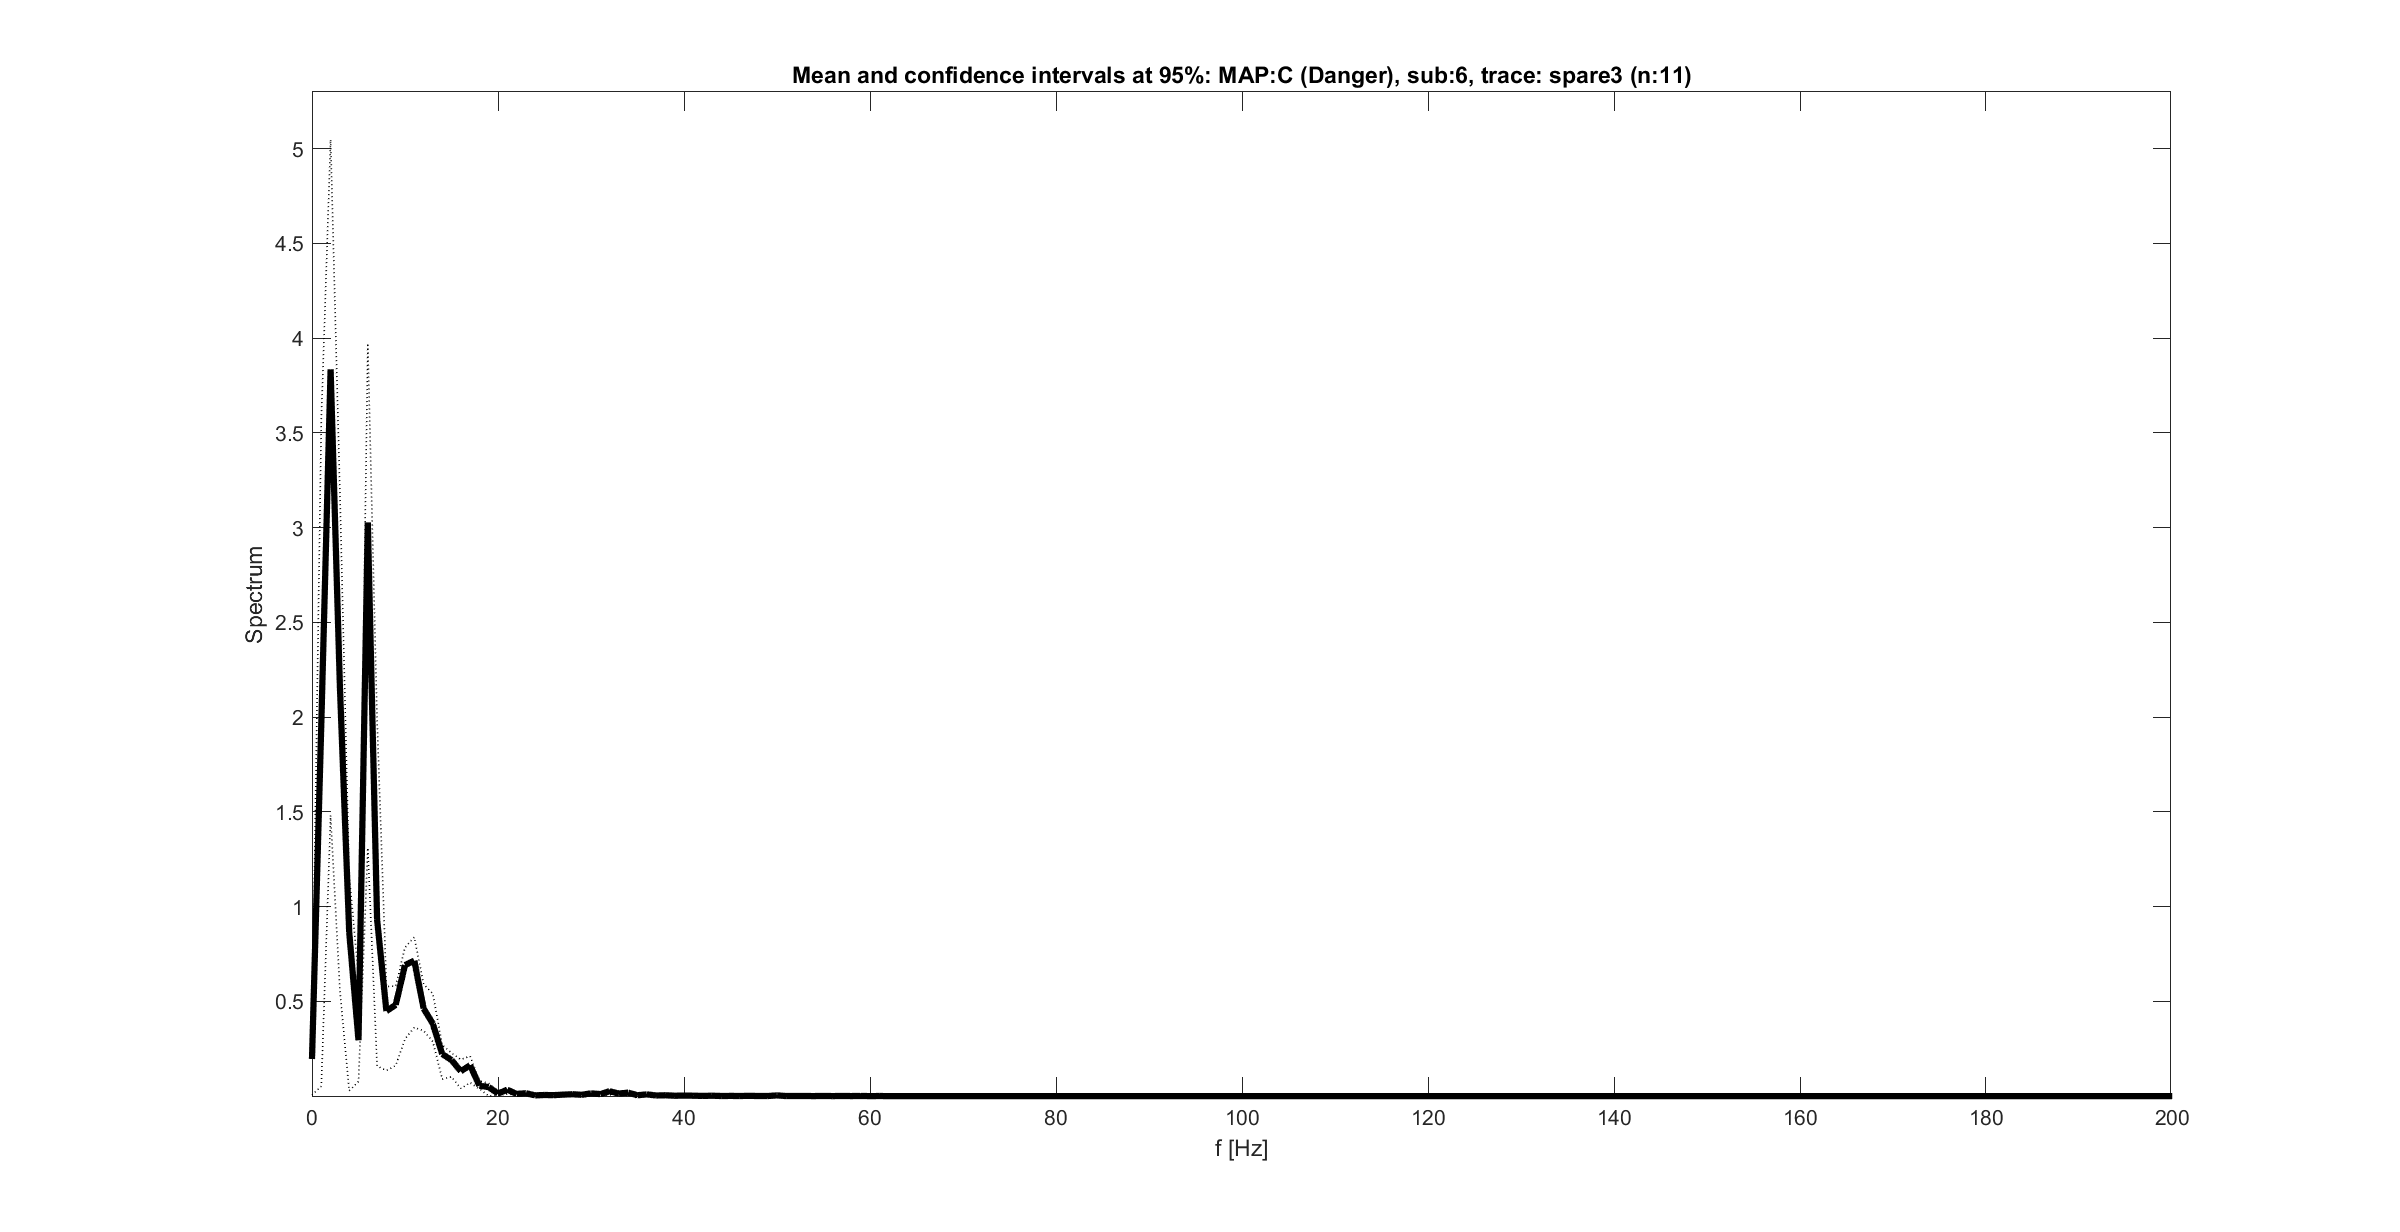 Mean and confidence intervals at 95%: MAP:C (Danger), sub:6, trace: spare3 (n:11)
5
4.5
4
3.5
3
2.5
2
1.5
1
0.5
Spectrum
0 20 40 60 80 100 120 140 160 180 200
f [Hz]